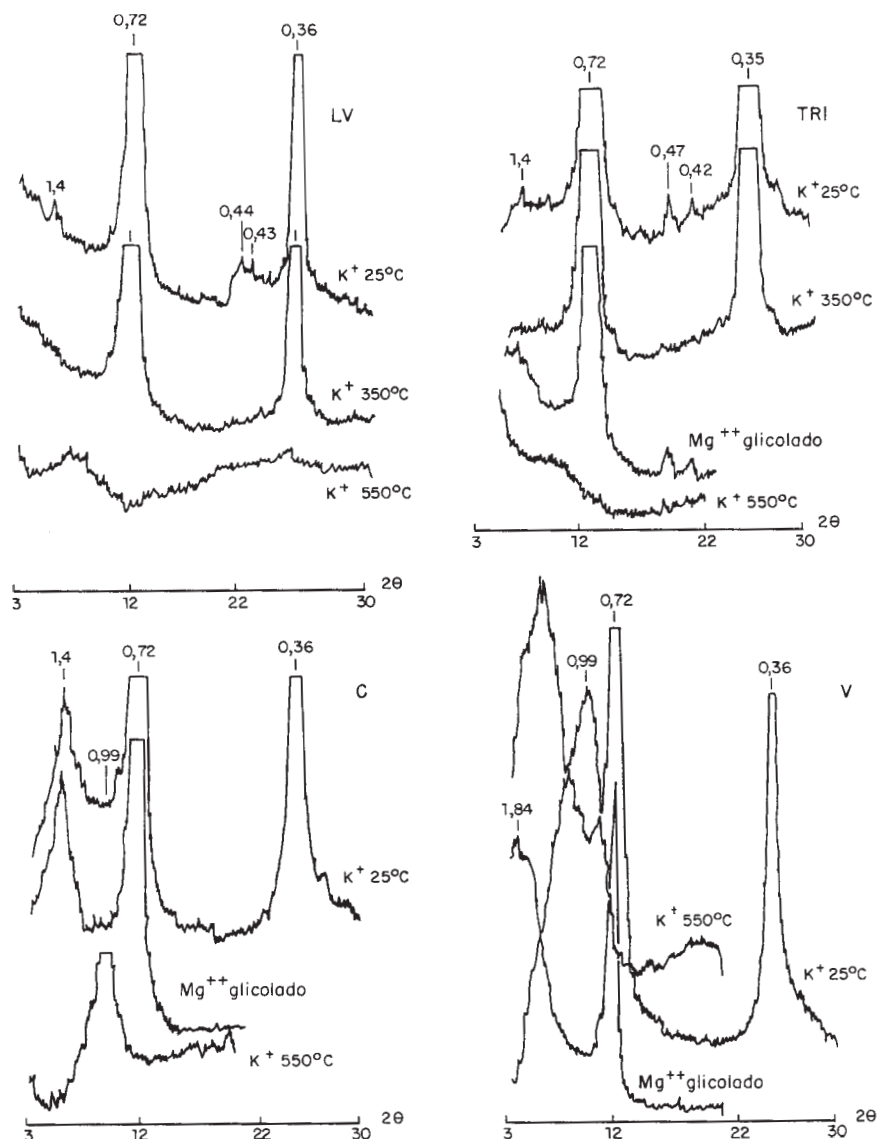 0,72
0,36
LV
1,4
0,44
0,43
K+ 25°C
K+ 350°C
K+ 550°C
2θ
3
12
22
30
0,72
0,35
TRI
1,4
0,47
0,42
K+ 25°C
K+ 350°C
Mg++ glicolado
K+ 550°C
2θ
3
12
22
30
1,4
0,72
0,36
C
0,99
K+ 25°C
Mg++ glicolado
K+ 550°C
2θ
3
12
22
30
0,72
0,99
0,36
V
1,84
K+ 550°C
K+ 25°C
Mg++ glicolado
2θ
3
12
22
30